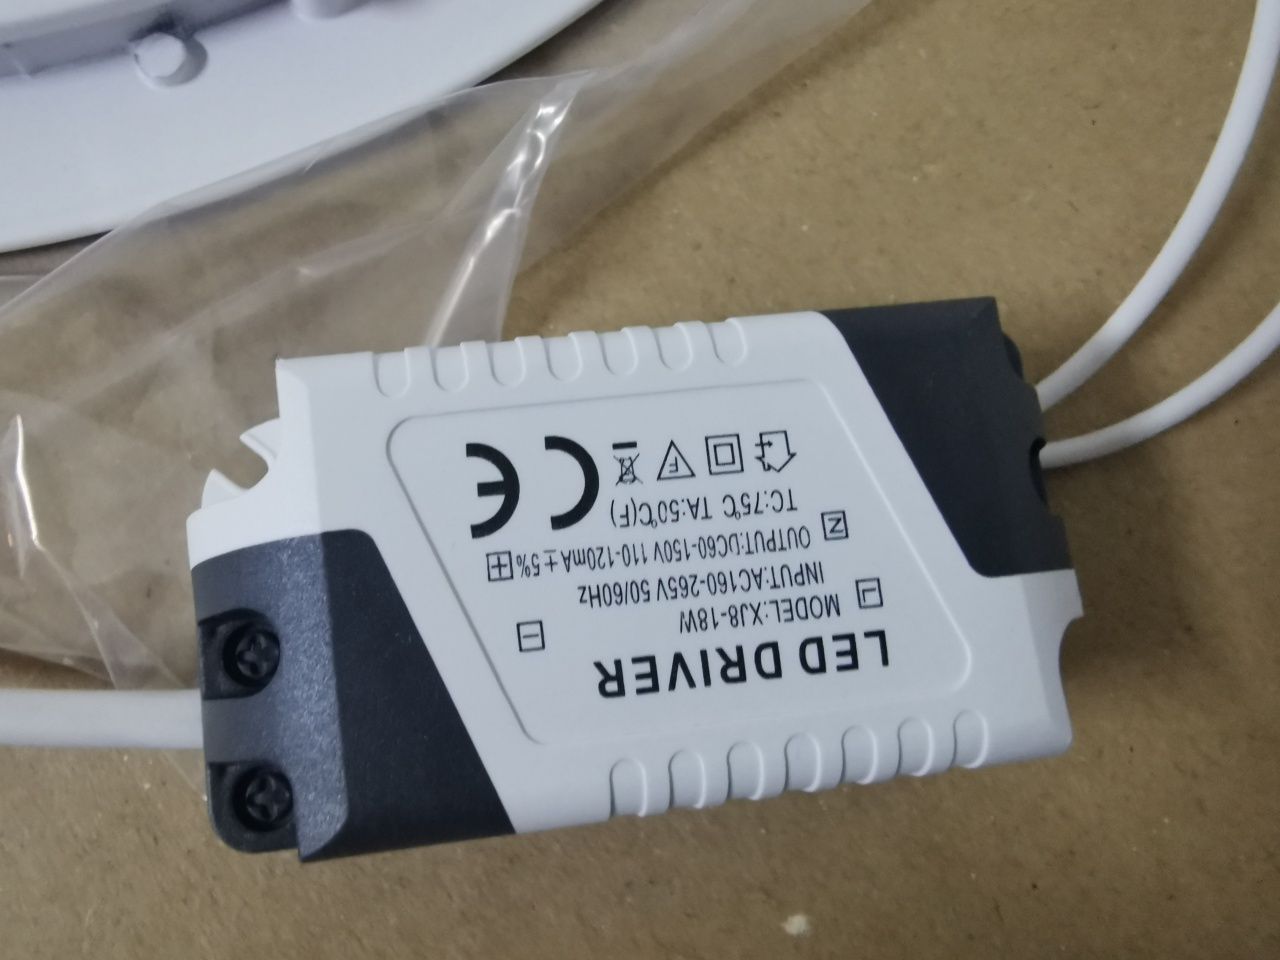 LED DRIVER
MODEL:XJ8-18W
INPUT:AC160-265V 50/60Hz
OUTPUT:DC60-150V 110-120mA±5%
TC:75℃ TA:50℃(F)
L
N
−
+
F
CE